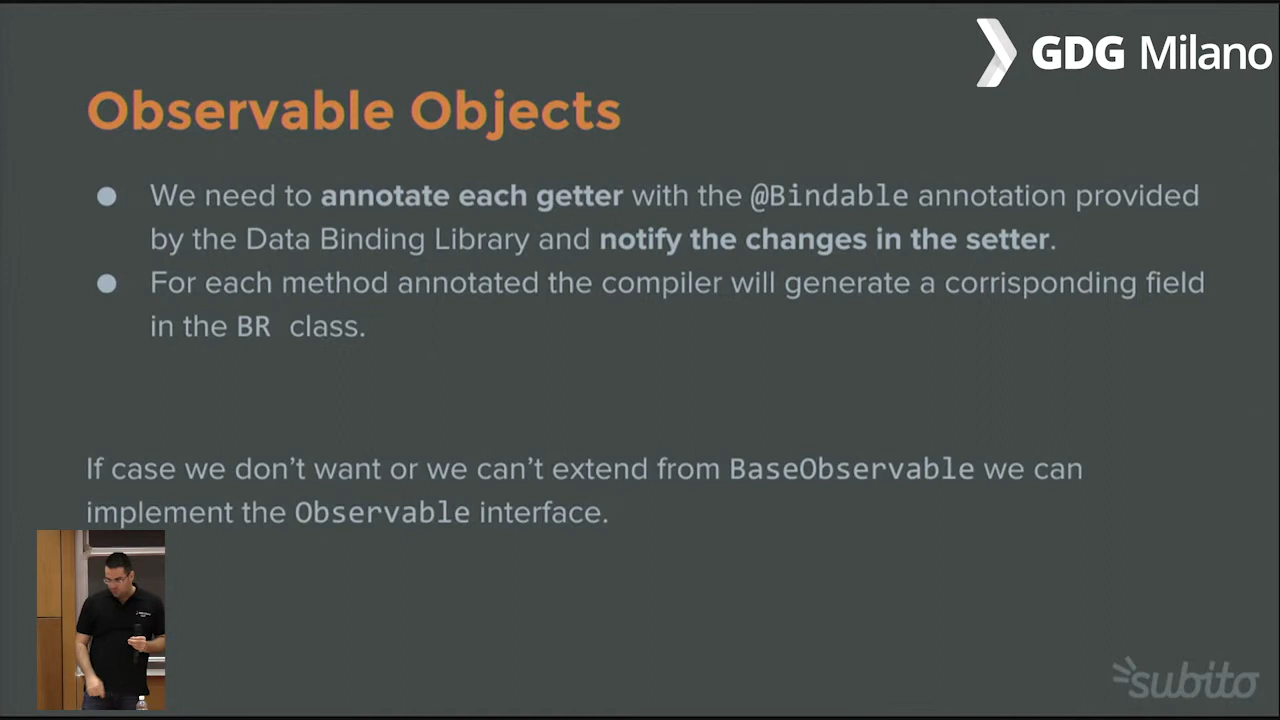 GDG Milano
Observable Objects
● We need to annotate each getter with the @Bindable annotation provided
by the Data Binding Library and notify the changes in the setter.
● For each method annotated the compiler will generate a corrisponding field
in the BR class.
If case we don't want or we can't extend from BaseObservable we can
implement the Observable interface.
subito